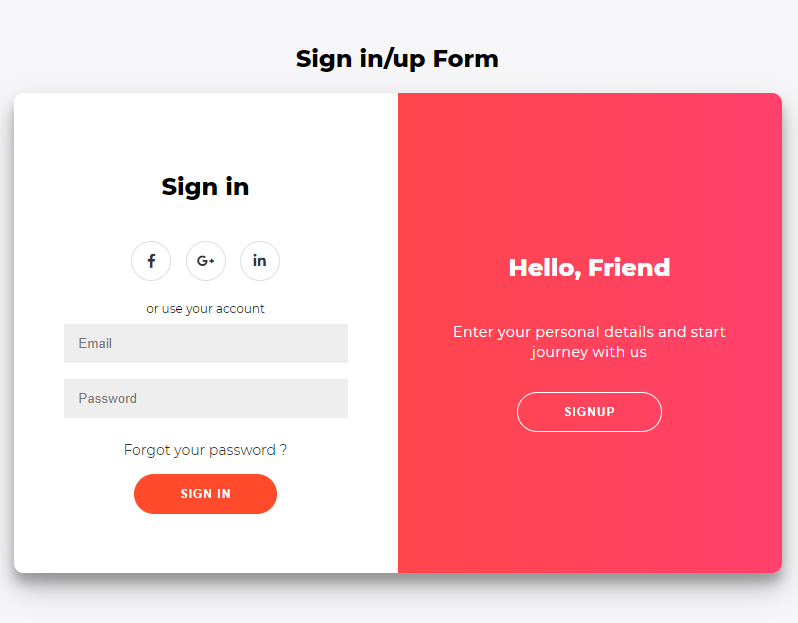 Sign in/up Form
Sign in
f
G+
in
or use your account
Email
Password
Forgot your password ?
SIGN IN
Hello, Friend
Enter your personal details and start
journey with us
SIGNUP